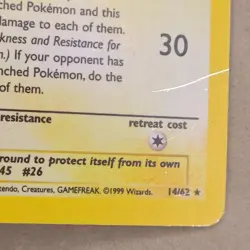 nched Pokémon and this
damage to each of them.
kness and Resistance for
n.) If your opponent has
nched Pokémon, do the
of them.
30
resistance
retreat cost
round to protect itself from its own
45 #26
ntendo, Creatures, GAMEFREAK. ©1999 Wizards. 14/62 ★